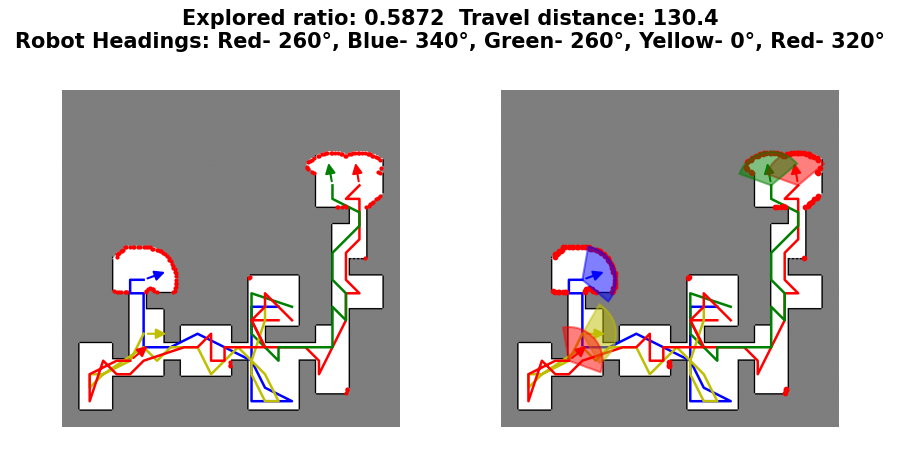 Explored ratio: 0.5872  Travel distance: 130.4
Robot Headings: Red- 260°, Blue- 340°, Green- 260°, Yellow- 0°, Red- 320°